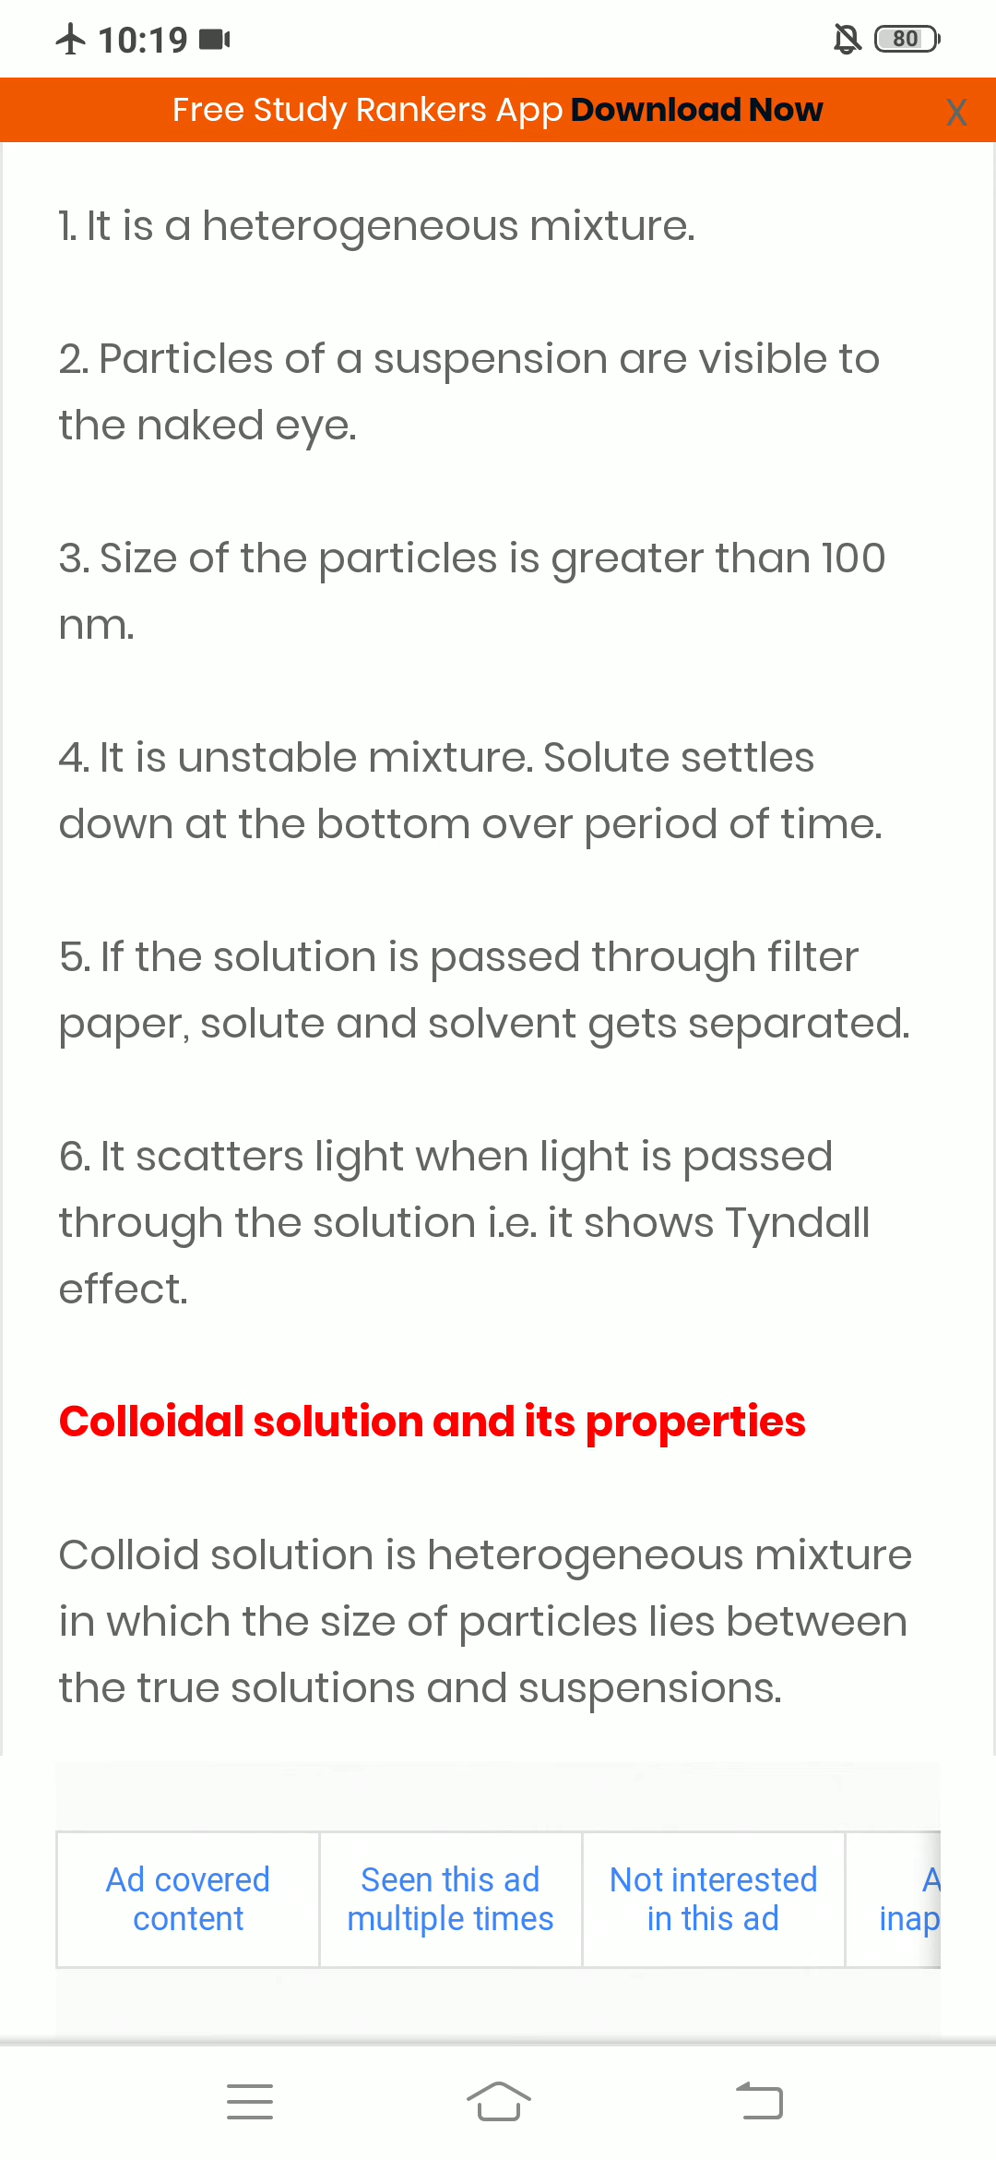 10:19
80
Free Study Rankers App Download Now X
1. It is a heterogeneous mixture.
2. Particles of a suspension are visible to
the naked eye.
3. Size of the particles is greater than 100
nm.
4. It is unstable mixture. Solute settles
down at the bottom over period of time.
5. If the solution is passed through filter
paper, solute and solvent gets separated.
6. It scatters light when light is passed
through the solution i.e. it shows Tyndall
effect.
Colloidal solution and its properties
Colloid solution is heterogeneous mixture
in which the size of particles lies between
the true solutions and suspensions.
Ad covered
content
Seen this ad
multiple times
Not interested
in this ad
A
inap